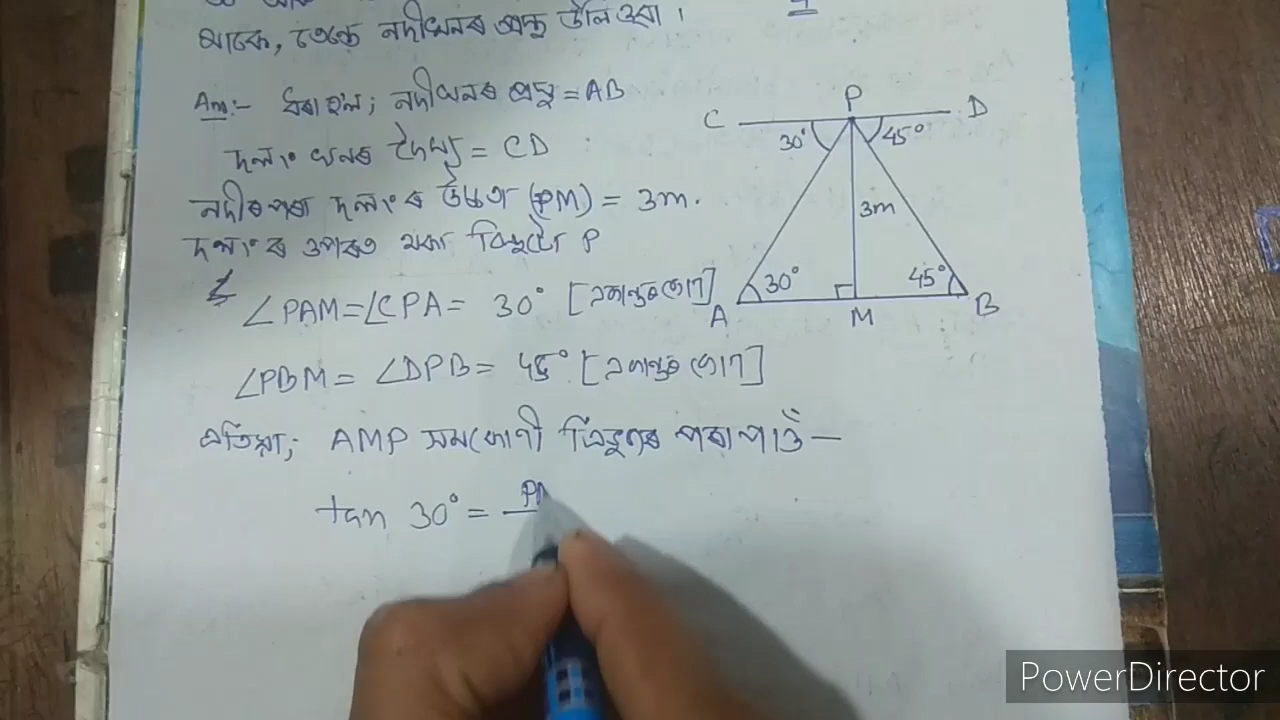 থাকে, তেন্তে নদীখনৰ প্ৰস্থ উলিওৱা ।
Ans:- ধৰা হ'ল; নদীখনৰ প্ৰস্থ = AB
দলং খনৰ দৈৰ্ঘ্য = CD
নদীৰ পৰা দলং ৰ উচ্চতা (PM) = 3m.
দলং ৰ ওপৰত থকা বিন্দুটো P
∠PAM = ∠CPA = 30° [একান্তৰ কোণ]
∠PBM = ∠DPB = 45° [একান্তৰ কোণ]
এতিয়া; AMP সমকোণী ত্ৰিভুজৰ পৰা পাওঁ —
tan 30° = PM
C P D
30° 45°
3m
30° 45°
A M B
PowerDirector